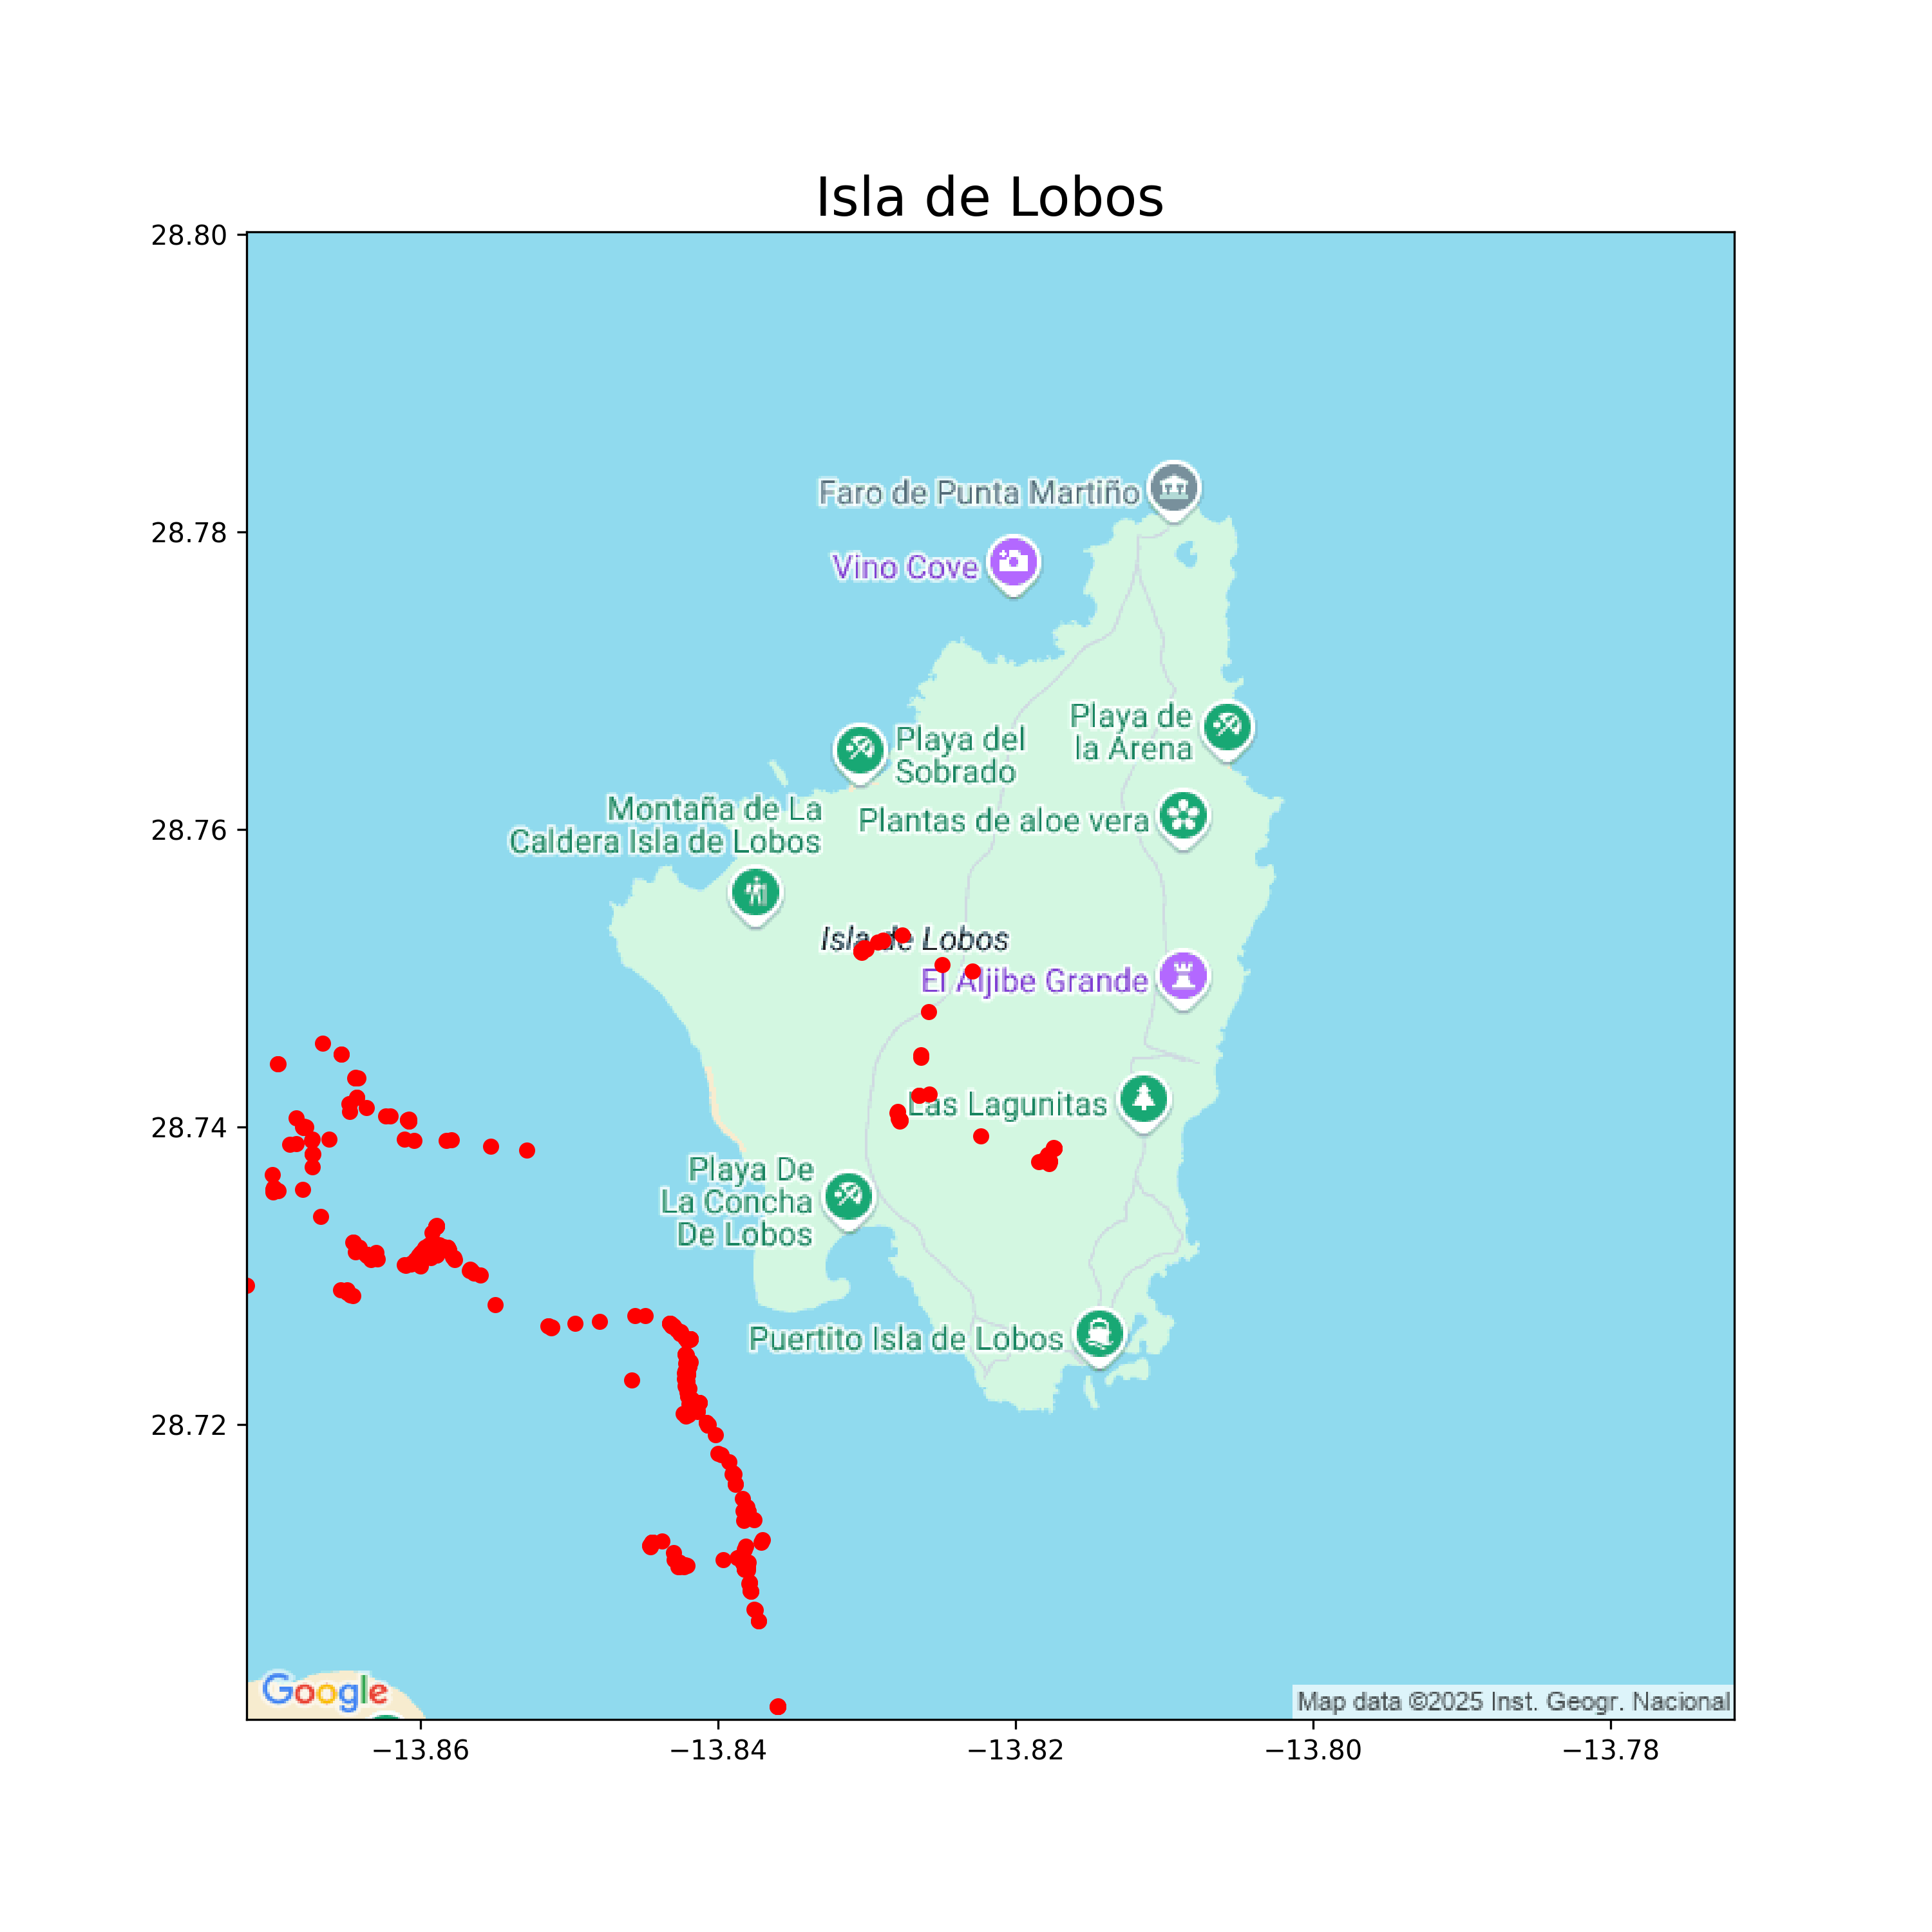 Isla de Lobos
28.80
28.78
28.76
28.74
28.72
Faro de Punta Martiño
Vino Cove
Playa de
la Arena
Playa del
Sobrado
Montaña de La
Caldera Isla de Lobos
Plantas de aloe vera
Isla de Lobos
El Aljibe Grande
Las Lagunitas
Playa De
La Concha
De Lobos
Puertito Isla de Lobos
Google
Map data ©2025 Inst. Geogr. Nacional
−13.86
−13.84
−13.82
−13.80
−13.78